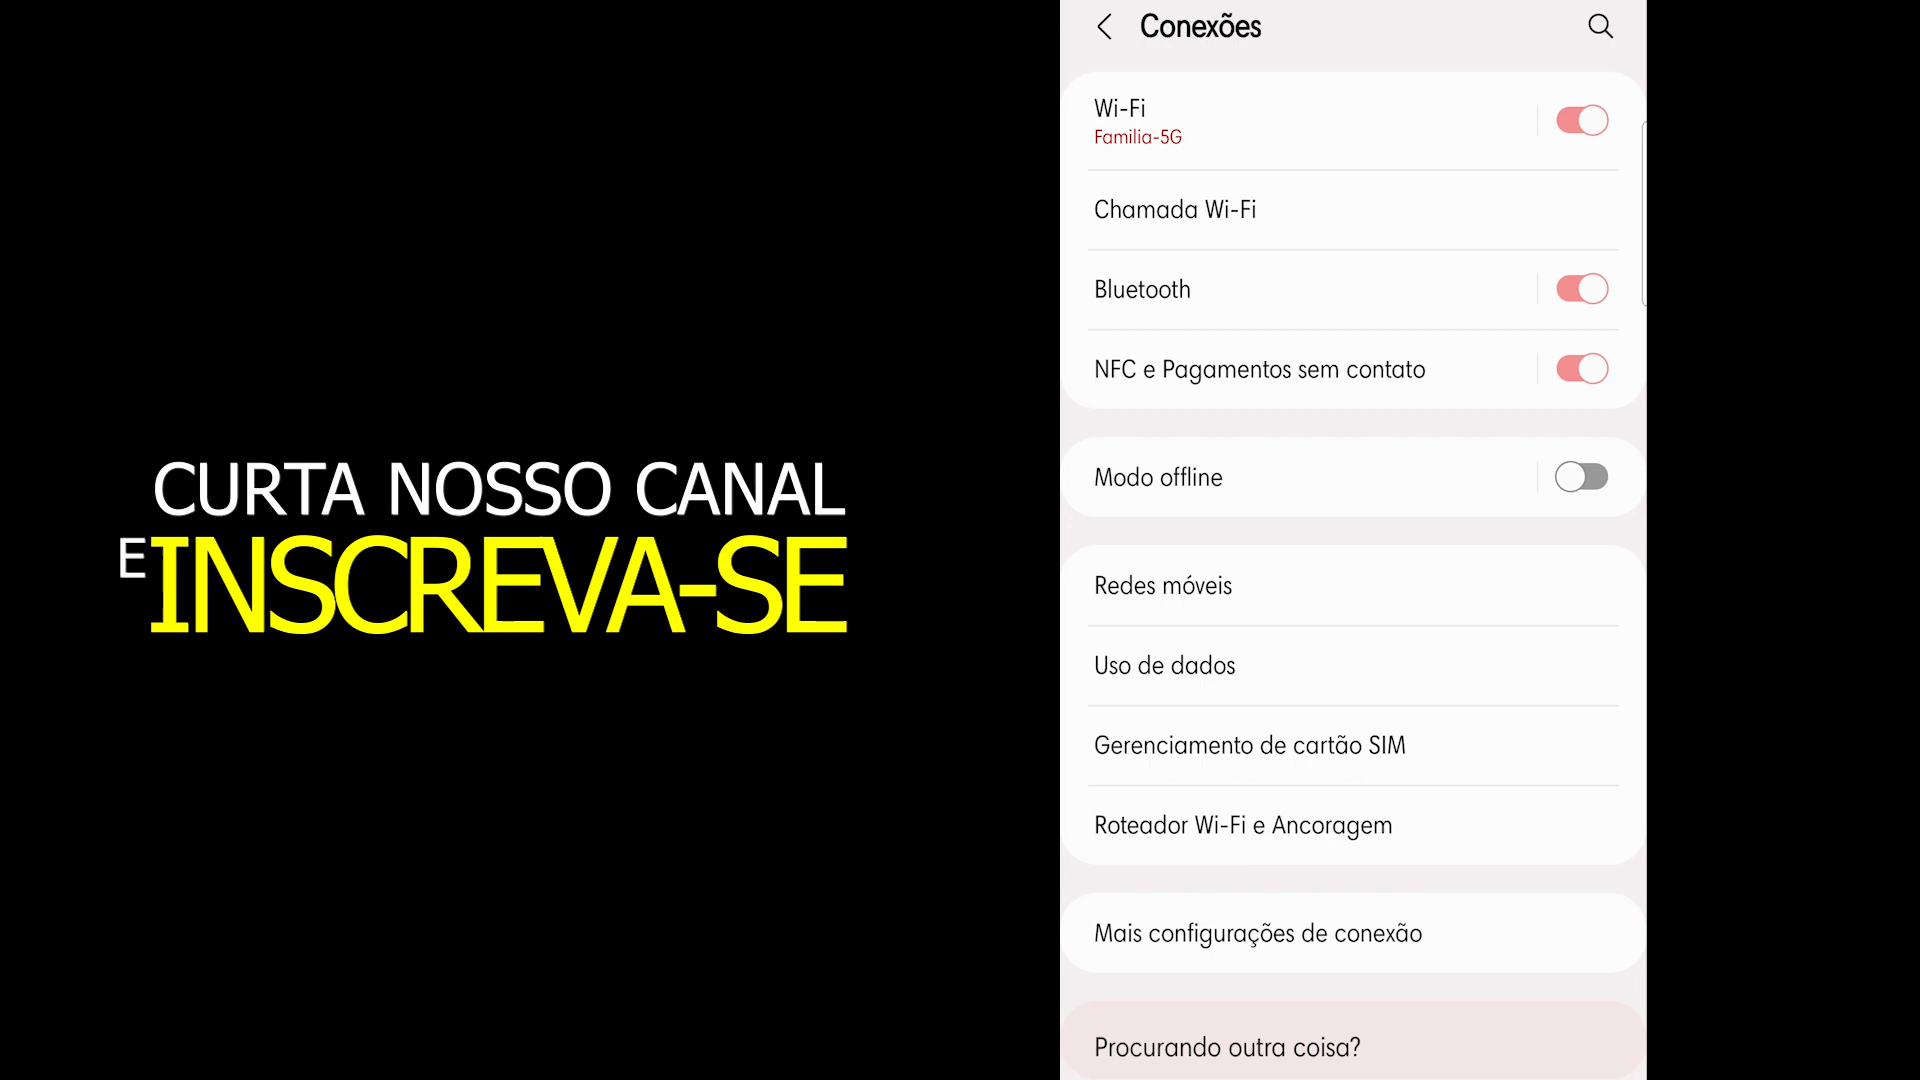 CURTA NOSSO CANAL
E INSCREVA-SE
Conexões
Wi-Fi
Familia-5G
Chamada Wi-Fi
Bluetooth
NFC e Pagamentos sem contato
Modo offline
Redes móveis
Uso de dados
Gerenciamento de cartão SIM
Roteador Wi-Fi e Ancoragem
Mais configurações de conexão
Procurando outra coisa?